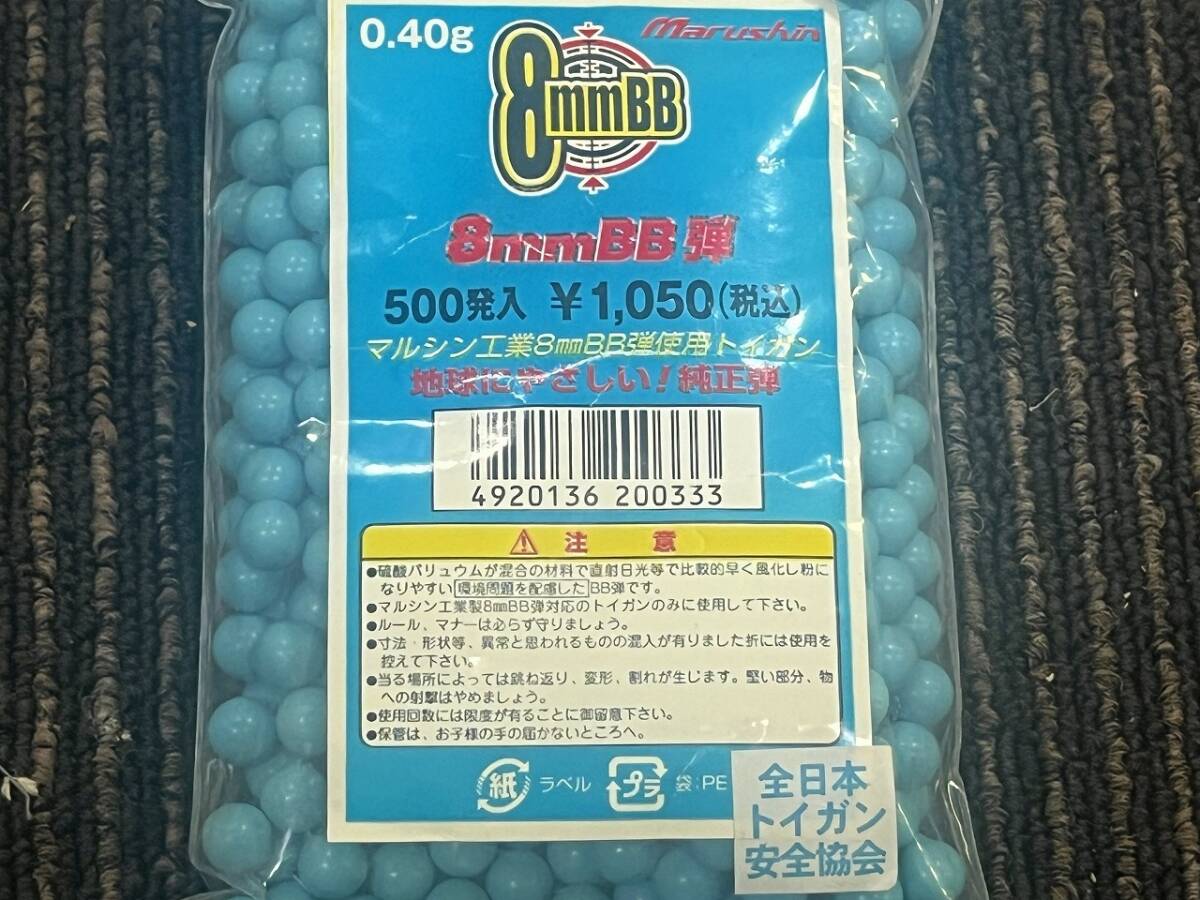 0.40g
Marushin
8mmBB
8mmBB弾
500発入 ¥1,050(税込)
マルシン工業8mmBB弾使用トイガン
地球にやさしい!純正弾
4920136 200333
注 意
●硫酸バリュウムが混合の材料で直射日光等で比較的早く風化し粉に
なりやすい環境問題を配慮したBB弾です。
●マルシン工業製8mmBB弾対応のトイガンのみに使用して下さい。
●ルール、マナーは必らず守りましょう。
●寸法・形状等、異常と思われるものの混入が有りました折には使用を
控えて下さい。
●当る場所によっては跳ね返り、変形、割れが生じます。堅い部分、物
への射撃はやめましょう。
●使用回数には限度が有ることに御留意下さい。
●保管は、お子様の手の届かないところへ。
紙 ラベル プラ 袋:PE
全日本
トイガン
安全協会